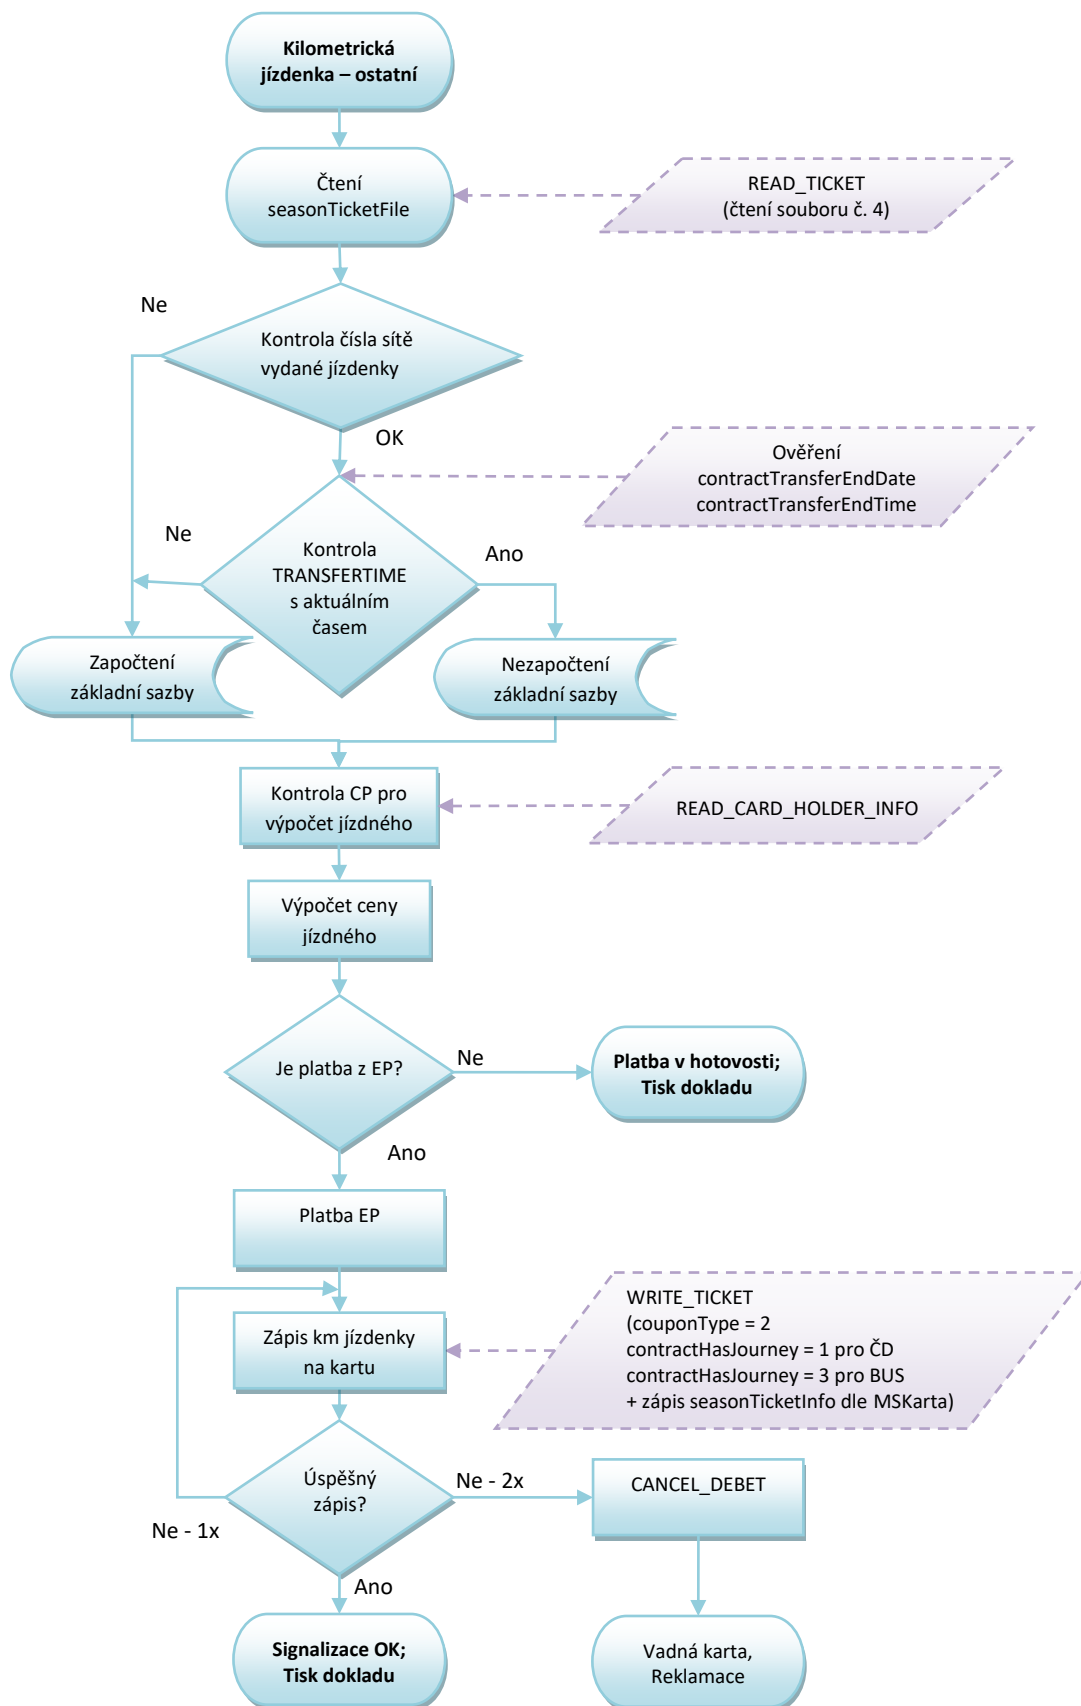 Kilometrická
jízdenka – ostatní
Čtení
seasonTicketFile
READ_TICKET
(čtení souboru č. 4)
Ne
Kontrola čísla sítě
vydané jízdenky
OK
Ověření
contractTransferEndDate
contractTransferEndTime
Ne
Kontrola
TRANSFERTIME
s aktuálním
časem
Ano
Započtení
základní sazby
Nezapočtení
základní sazby
Kontrola CP pro
výpočet jízdného
READ_CARD_HOLDER_INFO
Výpočet ceny
jízdného
Je platba z EP?
Ne
Platba v hotovosti;
Tisk dokladu
Ano
Platba EP
Zápis km jízdenky
na kartu
WRITE_TICKET
(couponType = 2
contractHasJourney = 1 pro ČD
contractHasJourney = 3 pro BUS
+ zápis seasonTicketInfo dle MSKarta)
Úspěšný
zápis?
Ne - 2x
CANCEL_DEBET
Ne - 1x
Ano
Signalizace OK;
Tisk dokladu
Vadná karta,
Reklamace